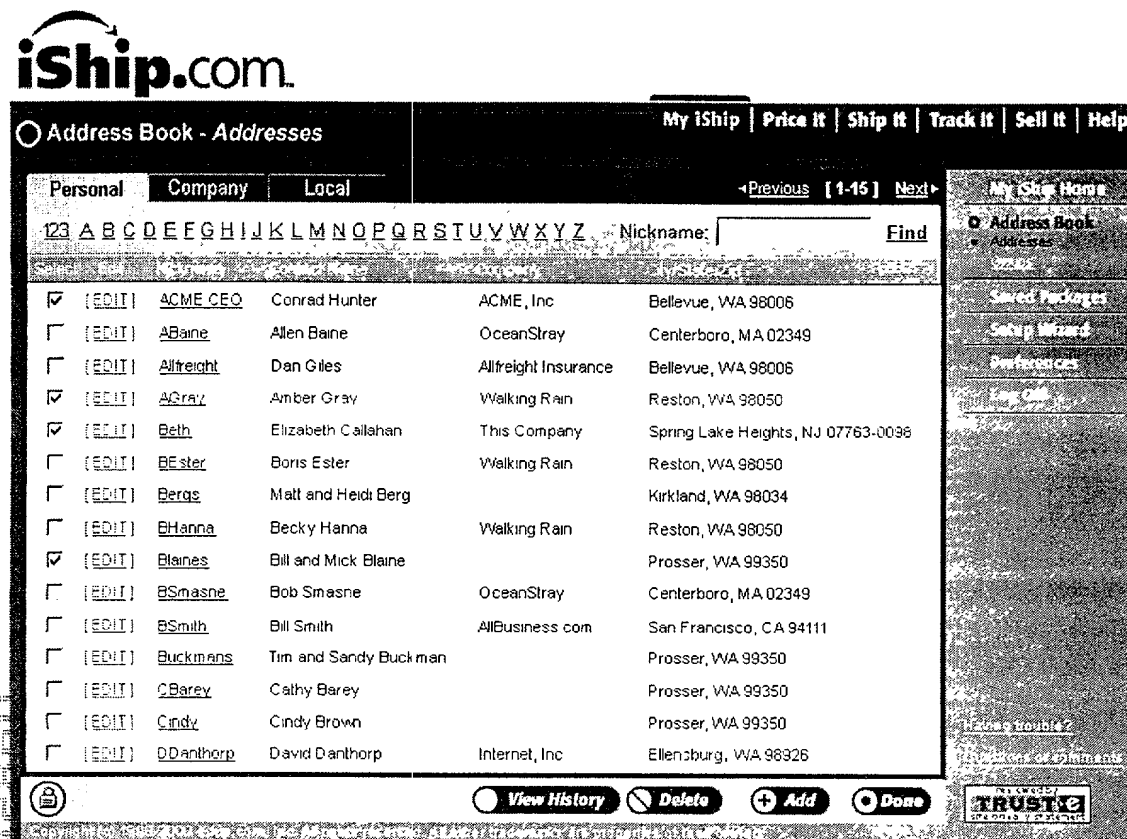 iShip.com
My iShip | Price It | Ship It | Track It | Sell It | Help
Address Book - Addresses
Personal Company Local Previous [1-15] Next
123 A B C D E F G H I J K L M N O P Q R S T U V W X Y Z Nickname: Find
[EDIT] ACME CEO Conrad Hunter ACME, Inc Bellevue, WA 98006
[EDIT] ABaine Allen Baine OceanStray Centerboro, MA 02349
[EDIT] Allfreight Dan Giles Allfreight Insurance Bellevue, WA 98006
[EDIT] AGray Amber Gray Walking Rain Reston, WA 98050
[EDIT] Beth Elizabeth Callahan This Company Spring Lake Heights, NJ 07763-0098
[EDIT] BEster Boris Ester Walking Rain Reston, WA 98050
[EDIT] Bergs Matt and Heidi Berg Kirkland, WA 98034
[EDIT] BHanna Becky Hanna Walking Rain Reston, WA 98050
[EDIT] Blaines Bill and Mick Blaine Prosser, WA 99350
[EDIT] BSmasne Bob Smasne OceanStray Centerboro, MA 02349
[EDIT] BSmith Bill Smith AllBusiness.com San Francisco, CA 94111
[EDIT] Buckmans Tim and Sandy Buckman Prosser, WA 99350
[EDIT] CBarey Cathy Barey Prosser, WA 99350
[EDIT] Cindy Cindy Brown Prosser, WA 99350
[EDIT] DDanthorp David Danthorp Internet, Inc Ellensburg, WA 98926
View History Delete Add Done
My iShip Home
Address Book
Addresses
Saved Packages
Setup Wizard
Preferences
Log Out
Having trouble?
reviewed by
TRUSTe
site privacy statement